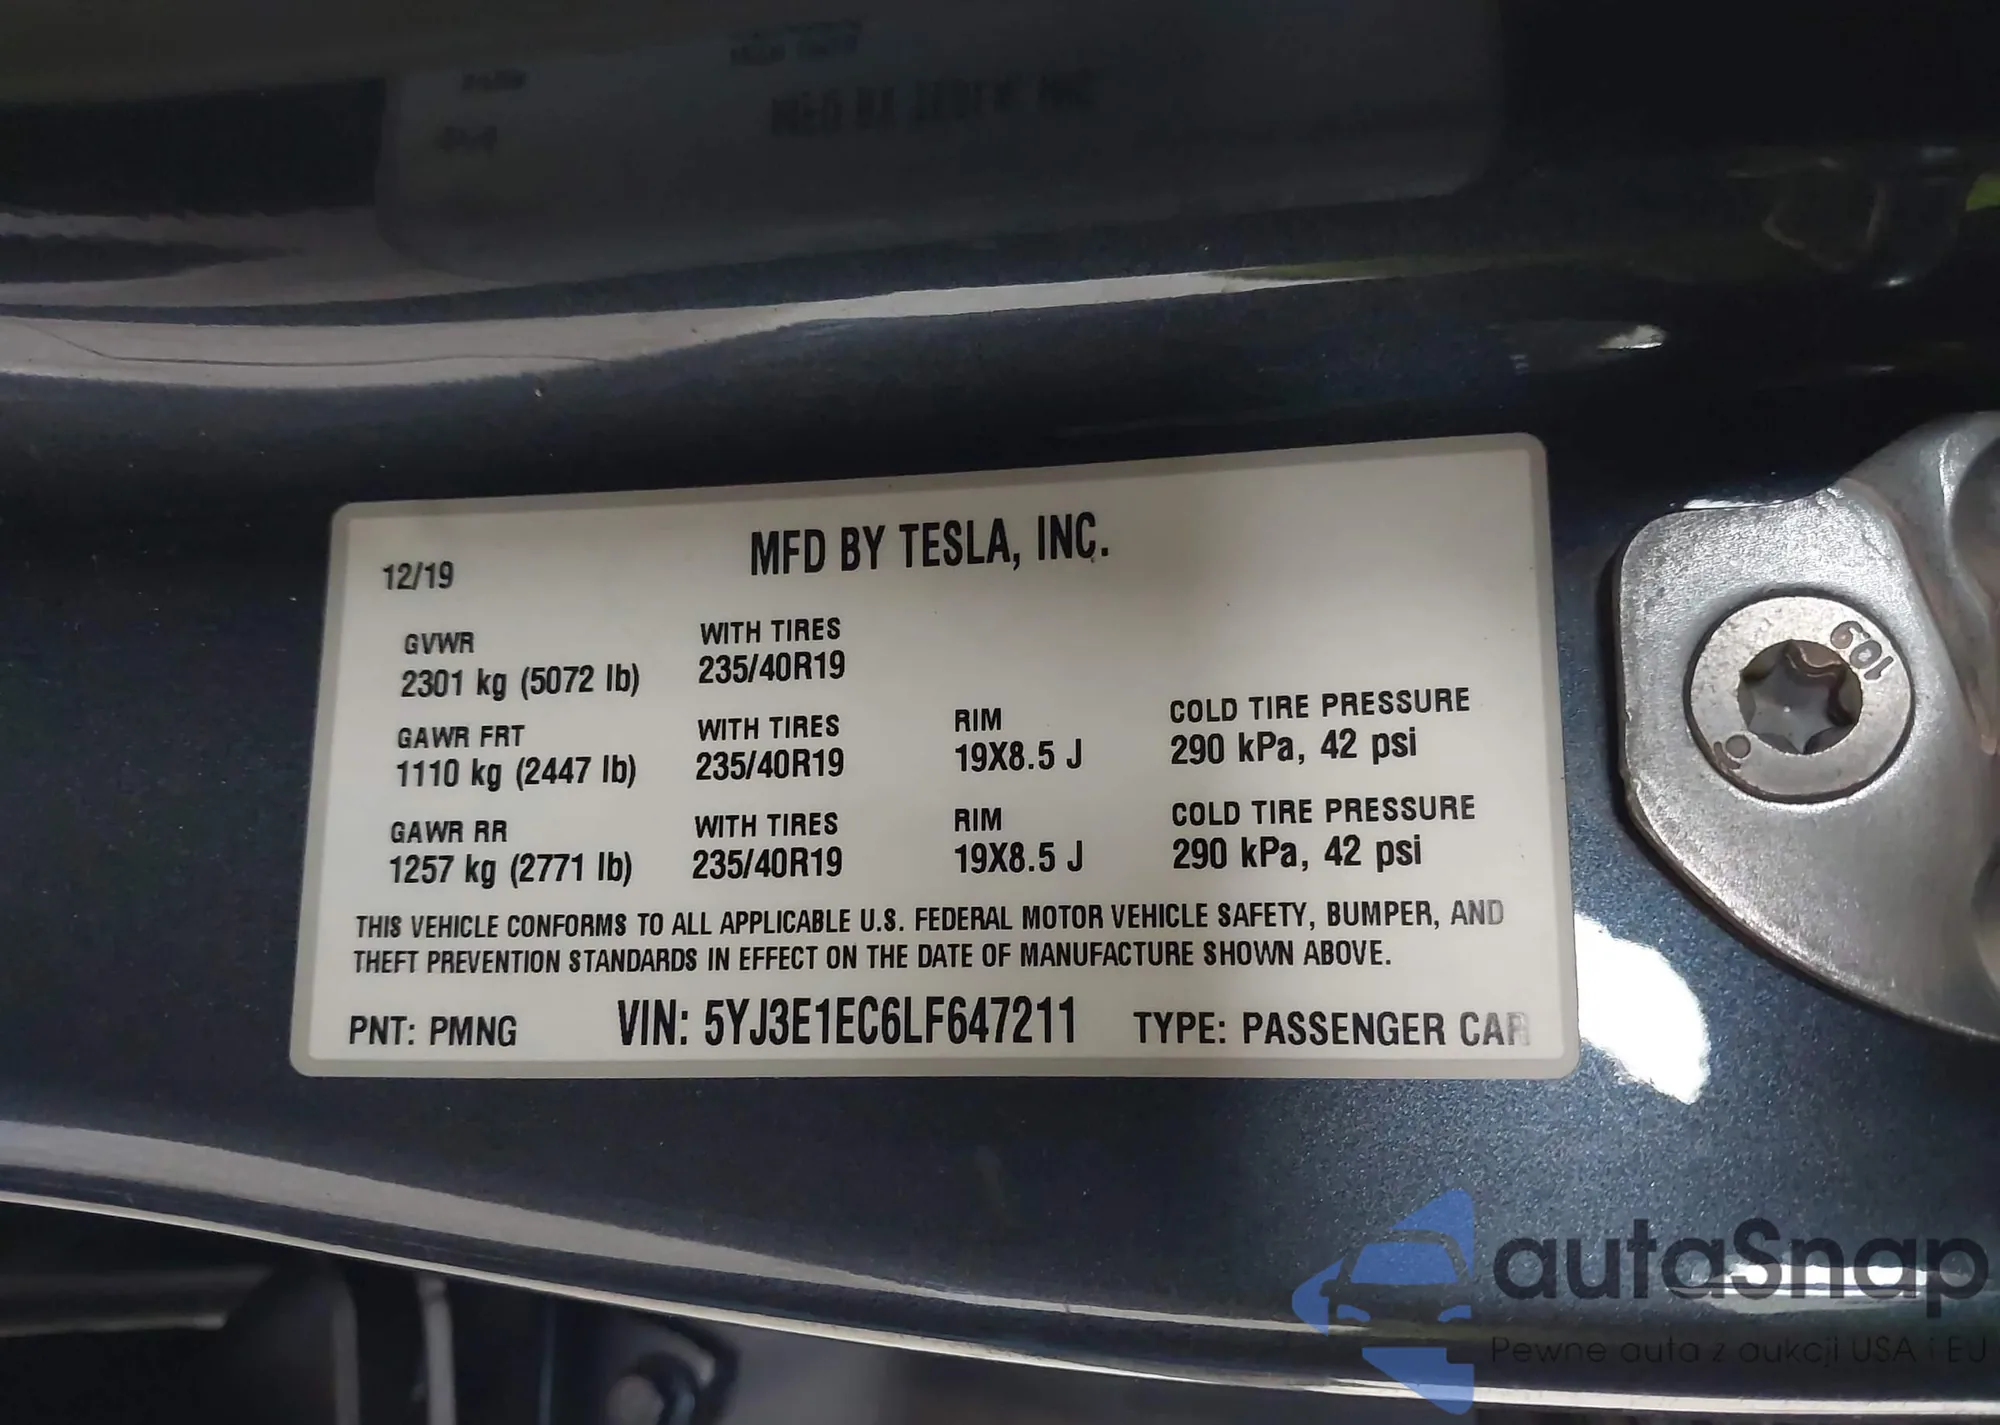 12/19
MFD BY TESLA, INC.
GVWR WITH TIRES
2301 kg (5072 lb) 235/40R19
GAWR FRT WITH TIRES RIM COLD TIRE PRESSURE
1110 kg (2447 lb) 235/40R19 19X8.5 J 290 kPa, 42 psi
GAWR RR WITH TIRES RIM COLD TIRE PRESSURE
1257 kg (2771 lb) 235/40R19 19X8.5 J 290 kPa, 42 psi
THIS VEHICLE CONFORMS TO ALL APPLICABLE U.S. FEDERAL MOTOR VEHICLE SAFETY, BUMPER, AND
THEFT PREVENTION STANDARDS IN EFFECT ON THE DATE OF MANUFACTURE SHOWN ABOVE.
PNT: PMNG VIN: 5YJ3E1EC6LF647211 TYPE: PASSENGER CAR
109
autaSnap
Pewne auta z aukcji USA i EU